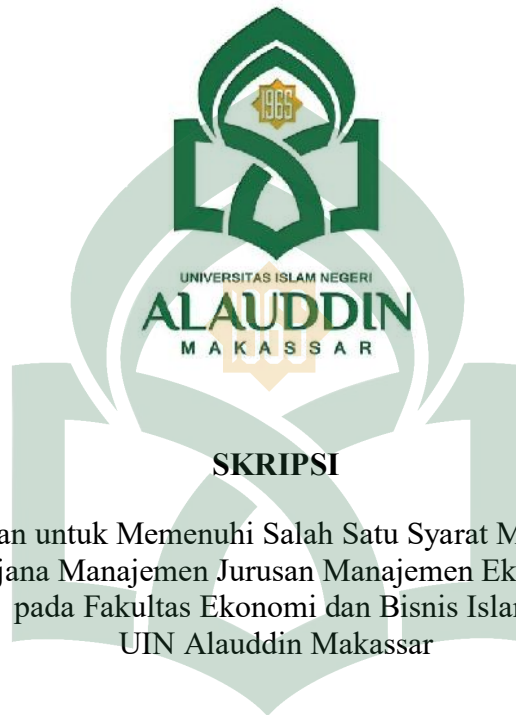 1965
UNIVERSITAS ISLAM NEGERI
ALAUDDIN
MAKASSAR
SKRIPSI
an untuk Memenuhi Salah Satu Syarat M
jana Manajemen Jurusan Manajemen Ek
pada Fakultas Ekonomi dan Bisnis Isla
UIN Alauddin Makassar